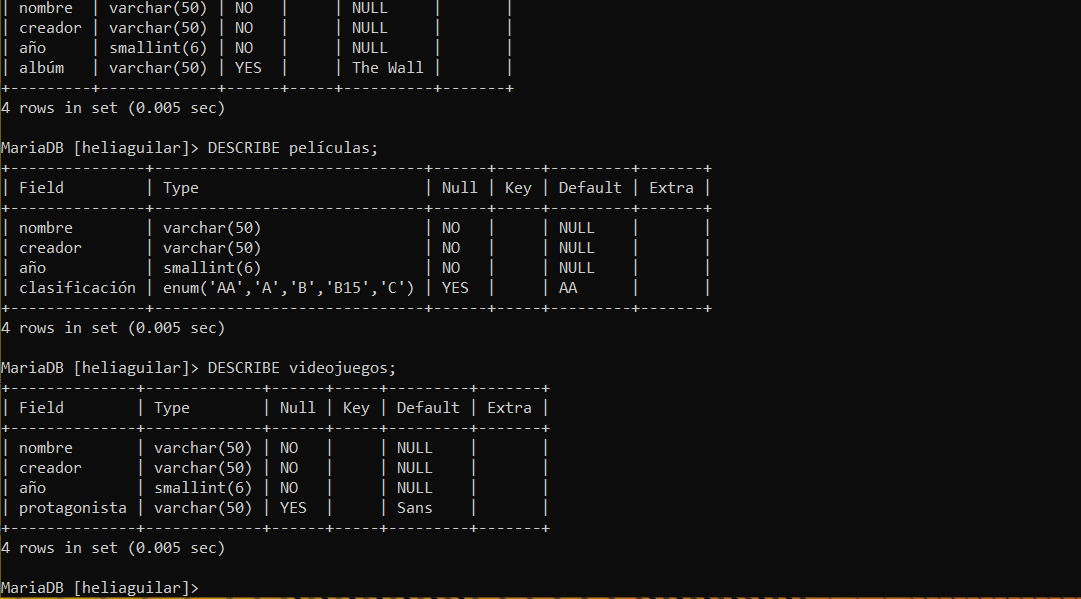 | nombre  | varchar(50) | NO   |     | NULL     |       |
| creador | varchar(50) | NO   |     | NULL     |       |
| año     | smallint(6) | NO   |     | NULL     |       |
| albúm   | varchar(50) | YES  |     | The Wall |       |
+---------+-------------+------+-----+----------+-------+
4 rows in set (0.005 sec)

MariaDB [heliaguilar]> DESCRIBE películas;
+---------------+------------------------------+------+-----+---------+-------+
| Field         | Type                         | Null | Key | Default | Extra |
+---------------+------------------------------+------+-----+---------+-------+
| nombre        | varchar(50)                  | NO   |     | NULL    |       |
| creador       | varchar(50)                  | NO   |     | NULL    |       |
| año           | smallint(6)                  | NO   |     | NULL    |       |
| clasificación | enum('AA','A','B','B15','C') | YES  |     | AA      |       |
+---------------+------------------------------+------+-----+---------+-------+
4 rows in set (0.005 sec)

MariaDB [heliaguilar]> DESCRIBE videojuegos;
+--------------+-------------+------+-----+---------+-------+
| Field        | Type        | Null | Key | Default | Extra |
+--------------+-------------+------+-----+---------+-------+
| nombre       | varchar(50) | NO   |     | NULL    |       |
| creador      | varchar(50) | NO   |     | NULL    |       |
| año          | smallint(6) | NO   |     | NULL    |       |
| protagonista | varchar(50) | YES  |     | Sans    |       |
+--------------+-------------+------+-----+---------+-------+
4 rows in set (0.005 sec)

MariaDB [heliaguilar]>